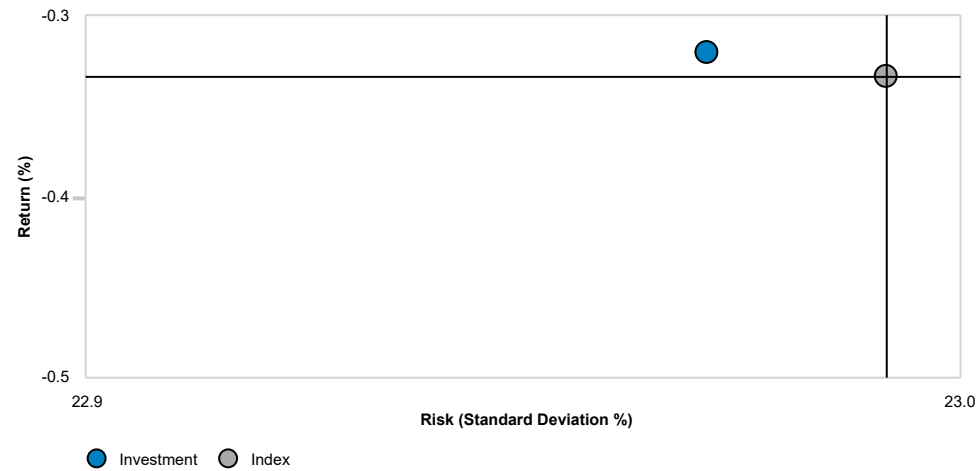 -0.3
Return (%)
-0.4
-0.5
22.9
23.0
Risk (Standard Deviation %)
Investment
Index